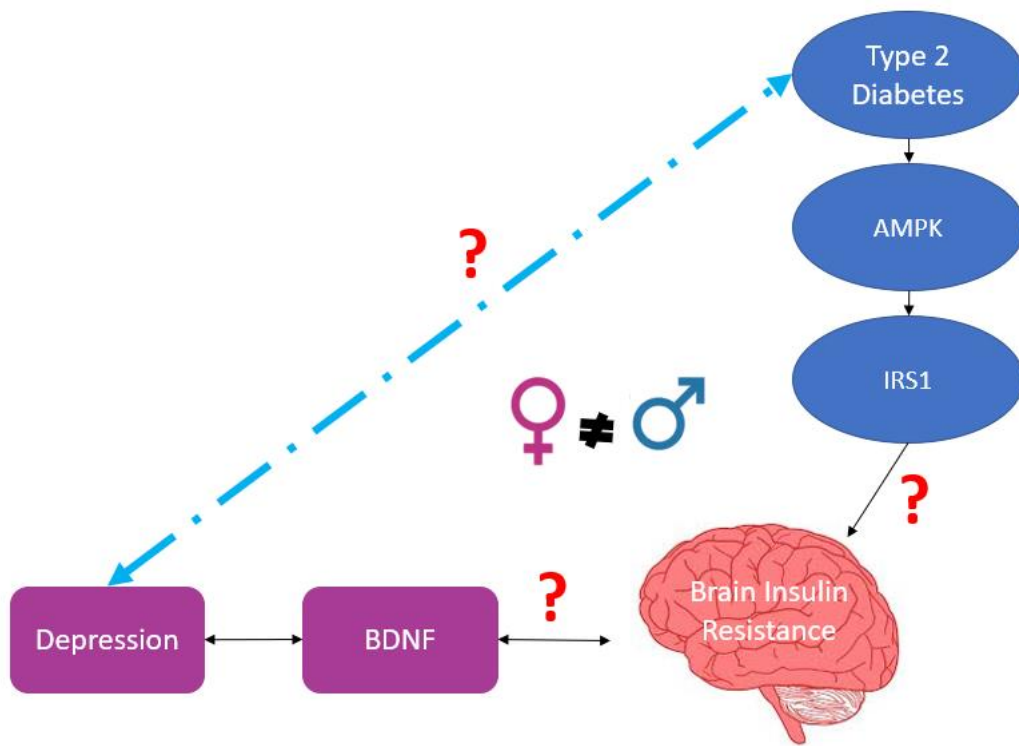 Type 2
Diabetes
AMPK
?
IRS1
≠
?
?
Brain Insulin
Resistance
Depression
BDNF